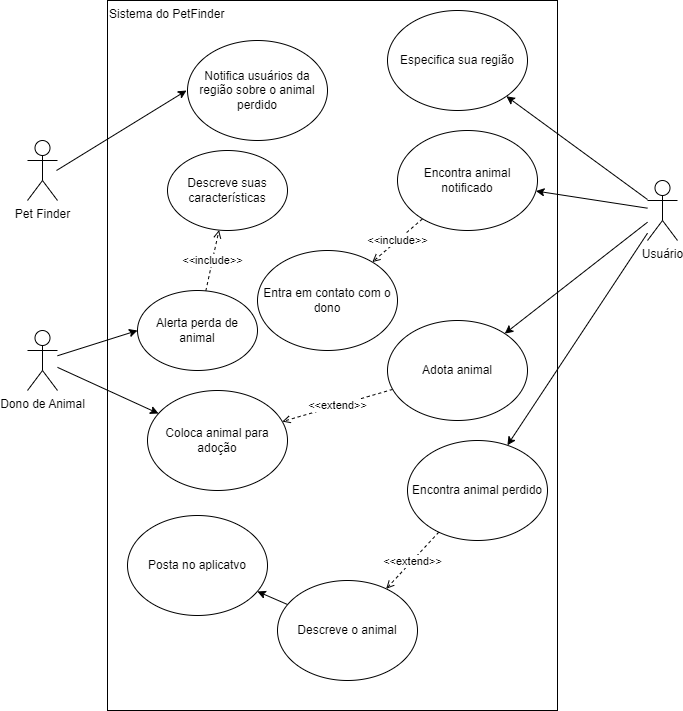 Sistema do PetFinder
Especifica sua região
Notifica usuários da
região sobre o animal
perdido
Encontra animal
notificado
Descreve suas
características
Pet Finder
Usuário
<<include>>
<<include>>
Entra em contato com o
dono
Alerta perda de
animal
Adota animal
Dono de Animal
<<extend>>
Coloca animal para
adoção
Encontra animal perdido
<<extend>>
Posta no aplicatvo
Descreve o animal